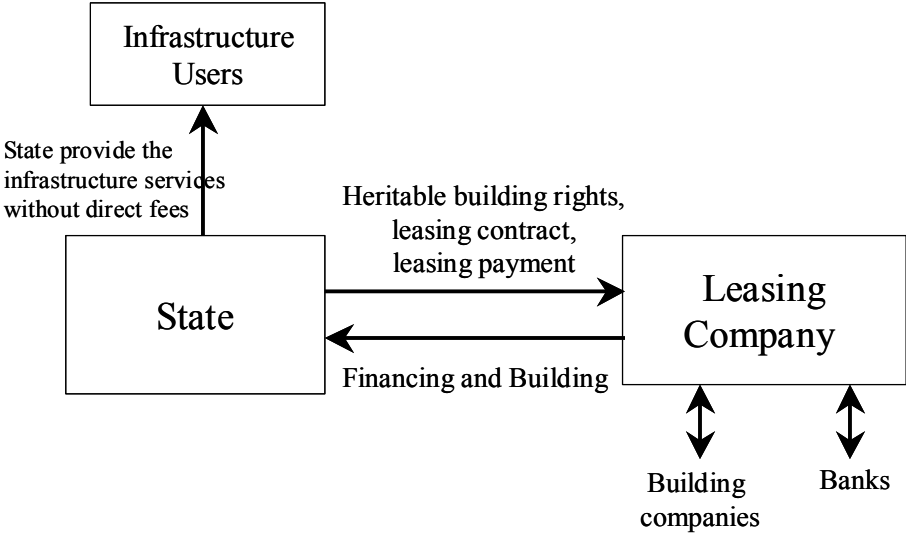 Infrastructure
Users
State provide the
infrastructure services
without direct fees
Heritable building rights,
leasing contract,
leasing payment
State
Leasing
Company
Financing and Building
Building
companies
Banks